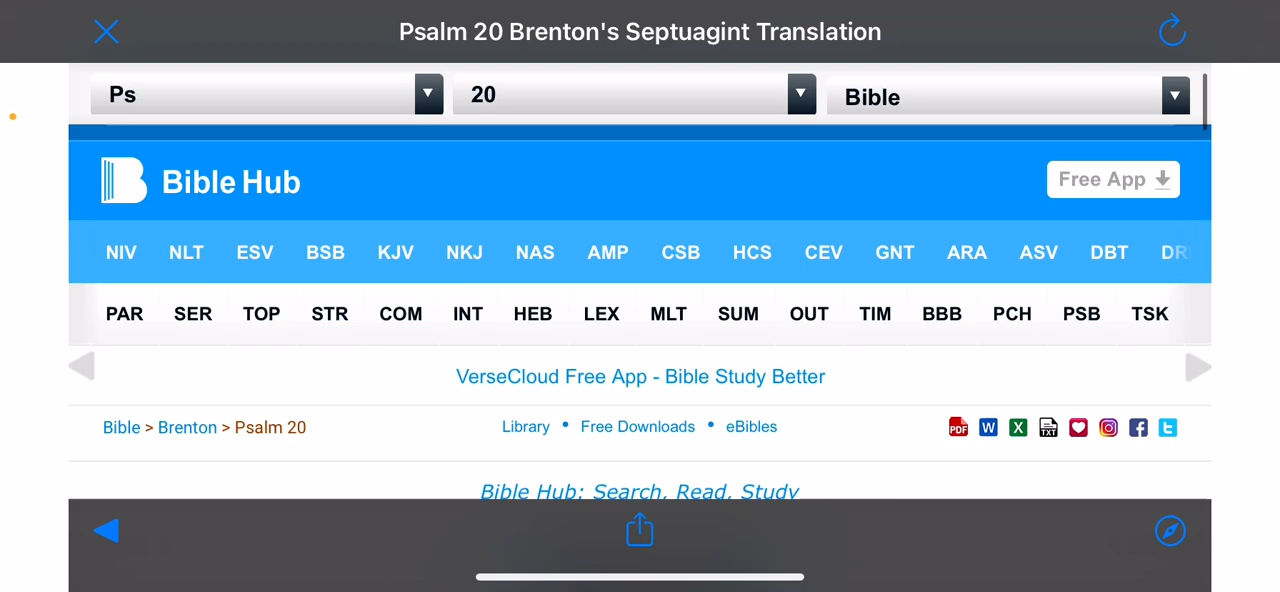 Psalm 20 Brenton's Septuagint Translation
Ps 20 Bible
Bible Hub Free App
NIV NLT ESV BSB KJV NKJ NAS AMP CSB HCS CEV GNT ARA ASV DBT DR
PAR SER TOP STR COM INT HEB LEX MLT SUM OUT TIM BBB PCH PSB TSK
VerseCloud Free App - Bible Study Better
Bible > Brenton > Psalm 20 Library • Free Downloads • eBibles PDF W X TXT
Bible Hub: Search, Read, Study